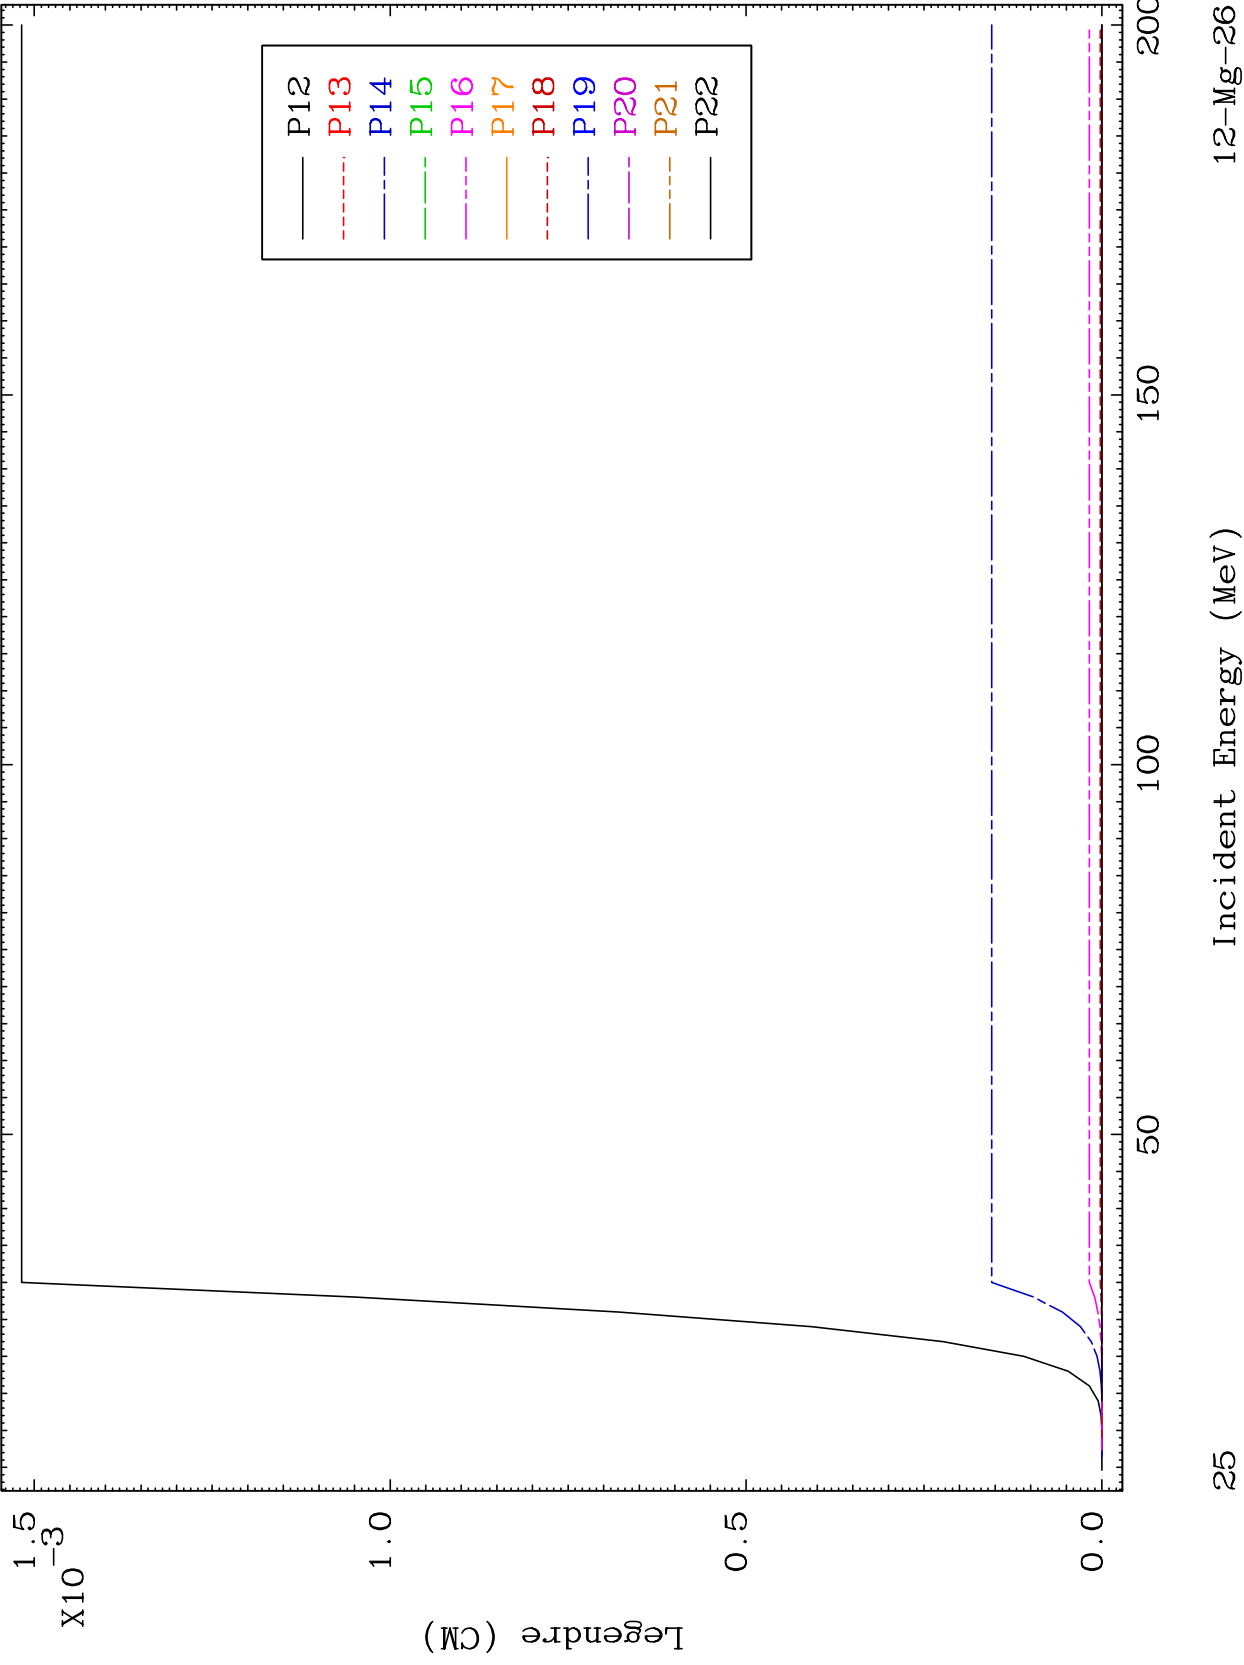 1.5
X10 -3
1.0
0.5
0.0
Legendre (CM)
P12
P13
P14
P15
P16
P17
P18
P19
P20
P21
P22
50
100
150
200
Incident Energy (MeV)
25
12-Mg-26